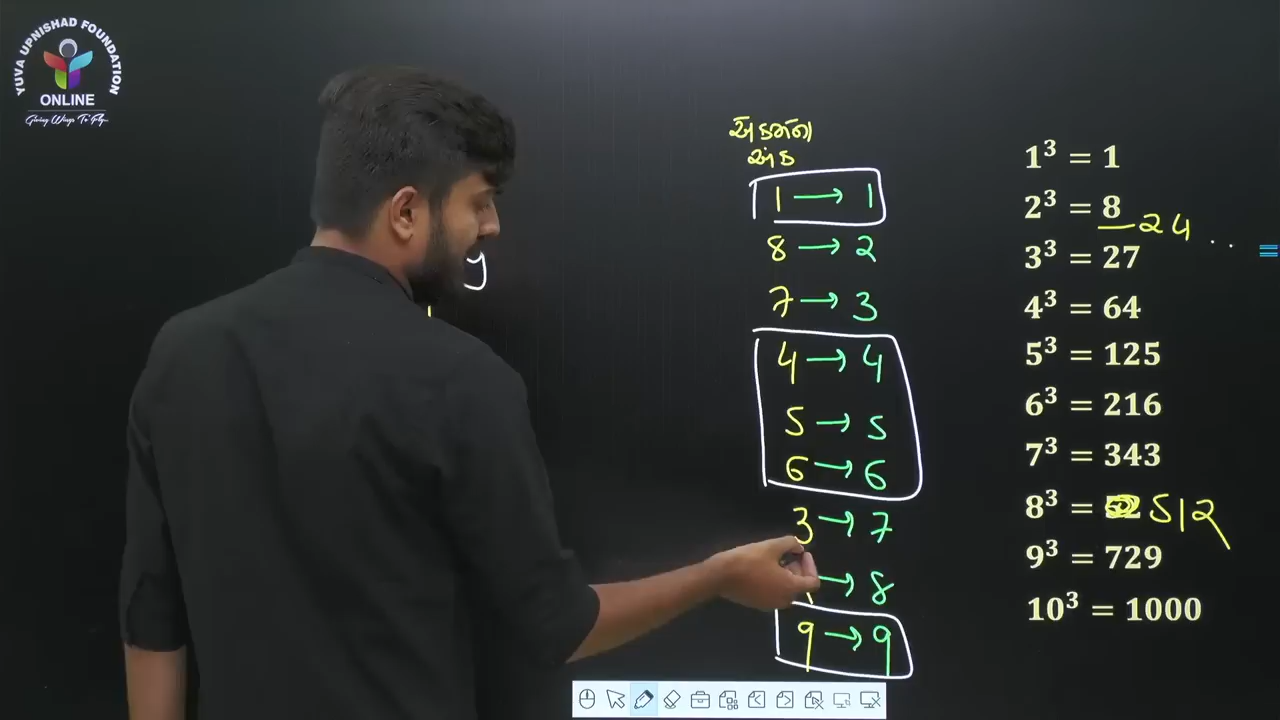 YUVA UPNISHAD FOUNDATION
ONLINE
Giving Wings To Fly
એકમના
અંક
1 → 1
8 → 2
7 → 3
4 → 4
5 → 5
6 → 6
3 → 7
→ 8
9 → 9
1³ = 1
2³ = 8 24 ..
3³ = 27
4³ = 64
5³ = 125
6³ = 216
7³ = 343
8³ = 512
9³ = 729
10³ = 1000